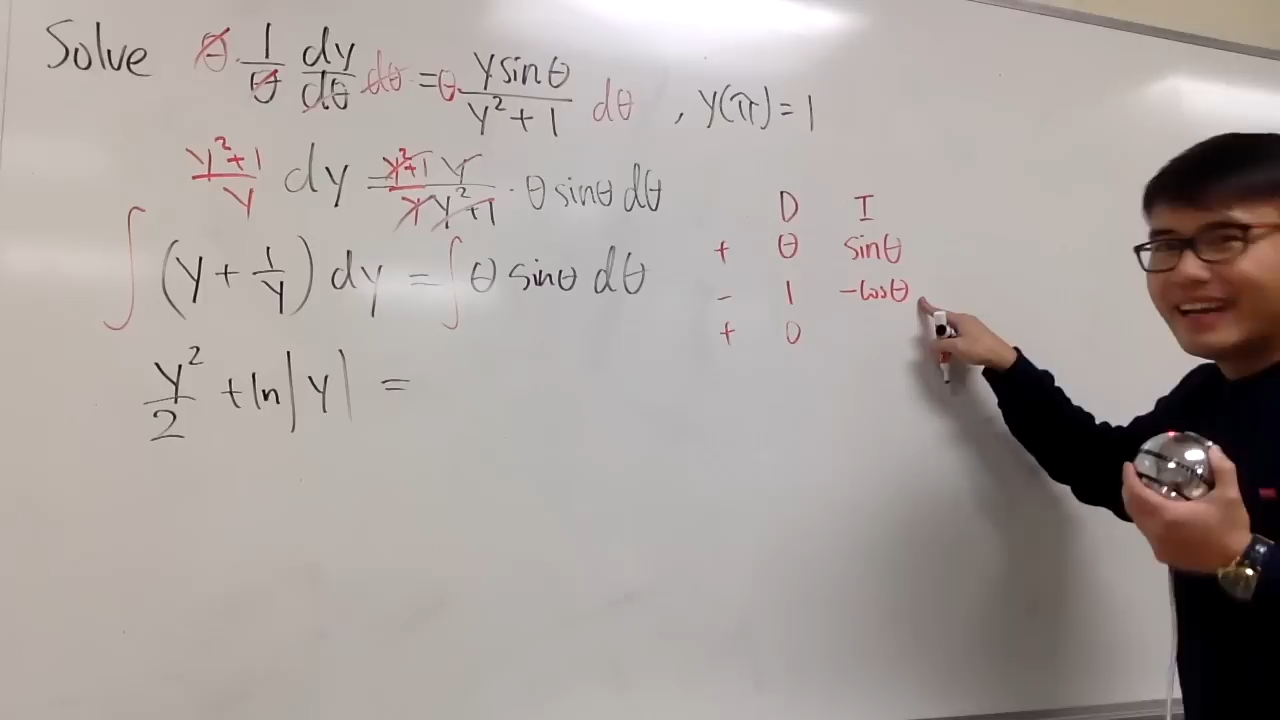 Solve θ · 1/θ dy/dθ dθ = θ · y sinθ / y² + 1 dθ , y(π) = 1
y²+1 / y dy = y²+1 / y y / y²+1 · θ sinθ dθ
∫ (y + 1/y) dy = ∫ θ sinθ dθ
y²/2 + ln|y| =
D I
+ θ sinθ
- 1 -cosθ
+ 0